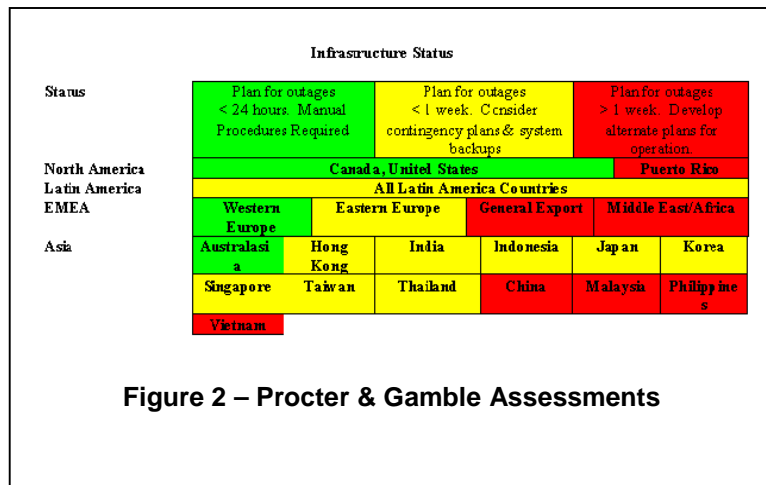 Infrastructure Status
Status
Plan for outages
< 24 hours. Manual
Procedures Required
Plan for outages
< 1 week. Consider
contingency plans & system
backups
Plan for outages
> 1 week. Develop
alternate plans for
operation.
North America
Canada, United States
Puerto Rico
Latin America
All Latin America Countries
EMEA
Western
Europe
Eastern Europe
General Export
Middle East/Africa
Asia
Australasi
a
Hong
Kong
India
Indonesia
Japan
Korea
Singapore
Taiwan
Thailand
China
Malaysia
Philippine
s
Vietnam
Figure 2 – Procter & Gamble Assessments